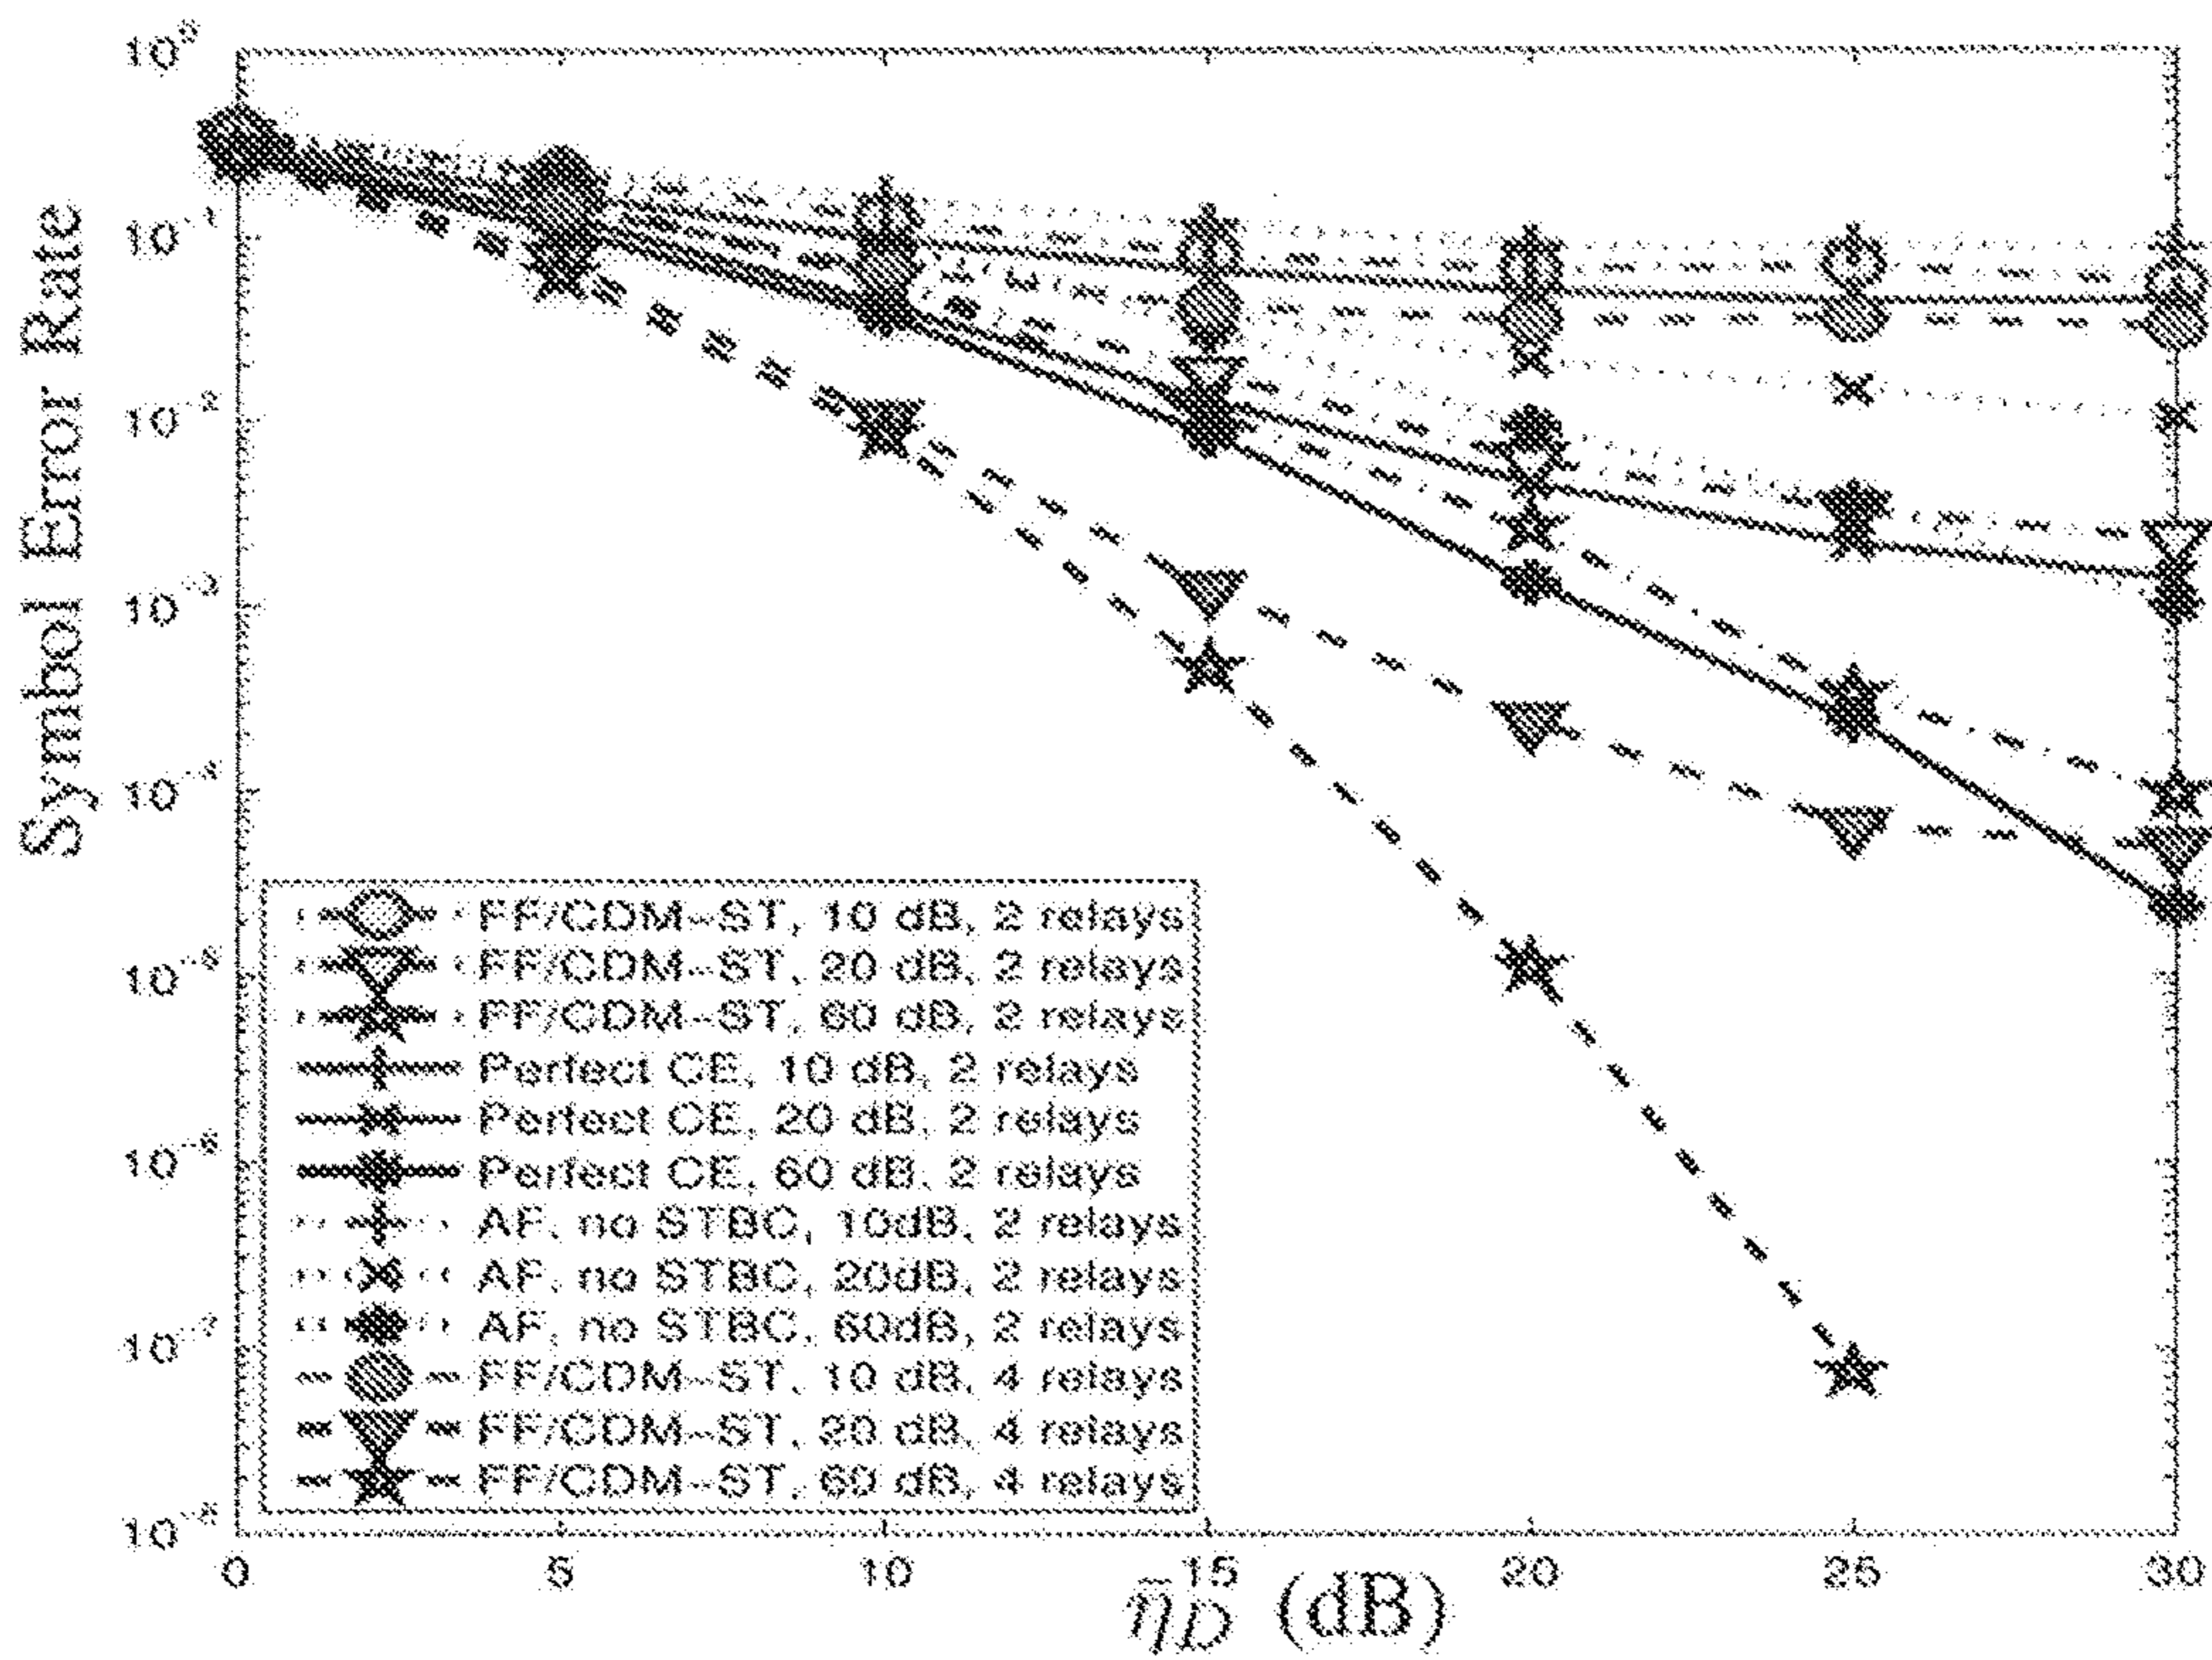 Symbol Error Rate
10^0
10^-1
10^-2
10^-3
10^-4
10^-5
10^-6
10^-7
10^-8
FF/CDM-ST, 10 dB, 2 relays
FF/CDM-ST, 20 dB, 2 relays
FF/CDM-ST, 60 dB, 2 relays
Perfect CE, 10 dB, 2 relays
Perfect CE, 20 dB, 2 relays
Perfect CE, 60 dB, 2 relays
AF, no STBC, 10dB, 2 relays
AF, no STBC, 20dB, 2 relays
AF, no STBC, 60dB, 2 relays
FF/CDM-ST, 10 dB, 4 relays
FF/CDM-ST, 20 dB, 4 relays
FF/CDM-ST, 60 dB, 4 relays
0 5 10 15 20 25 30
η̄_D (dB)